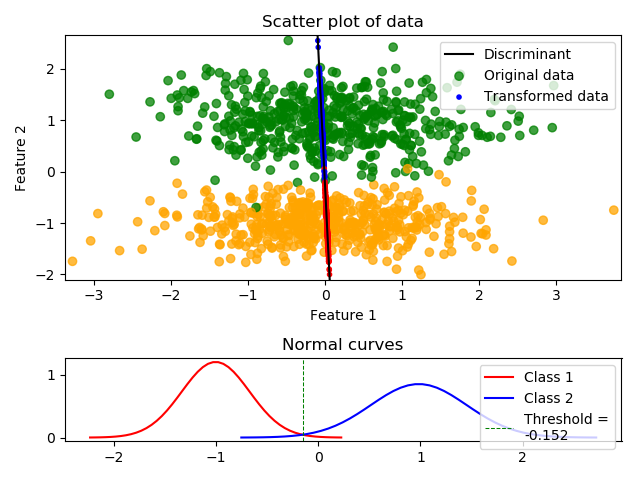 Scatter plot of data
Feature 2
2
1
0
−1
−2
Discriminant
Original data
Transformed data
−3 −2 −1 0 1 2 3
Feature 1
Normal curves
1
0
Class 1
Class 2
Threshold =
-0.152
−2 −1 0 1 2